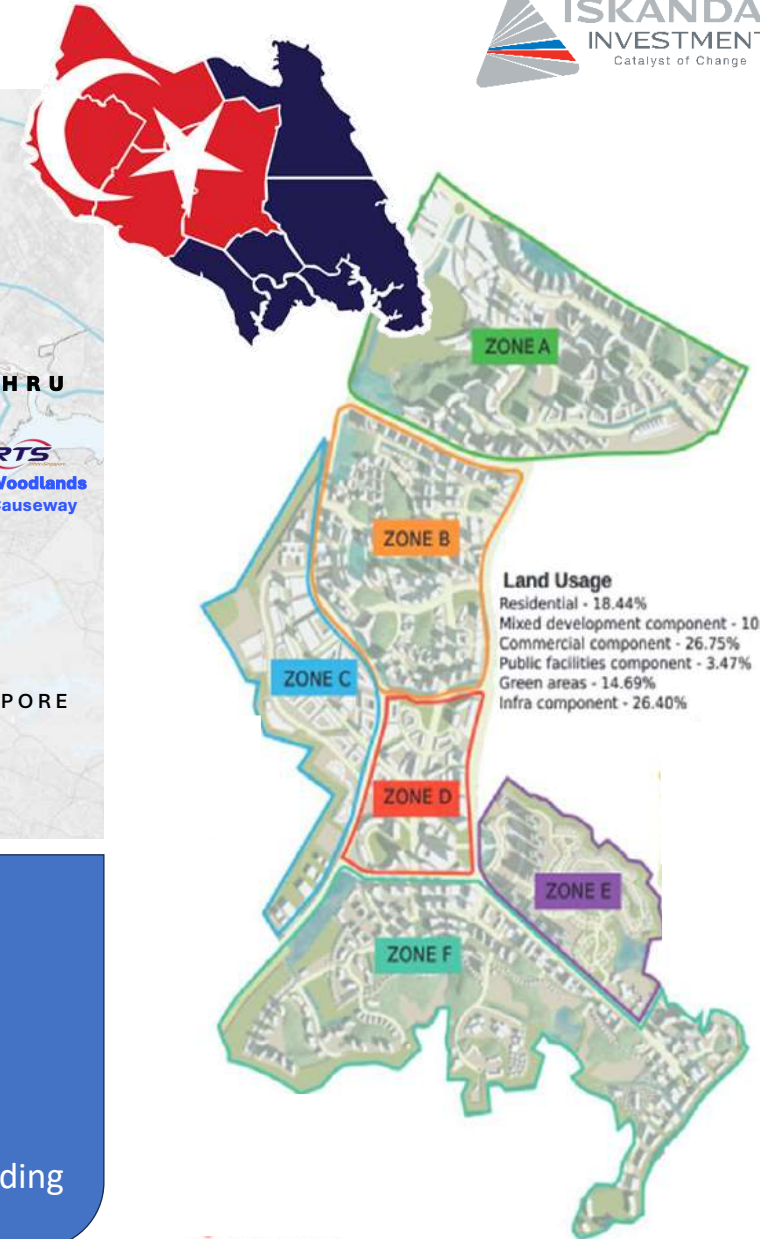 ISKANDA
INVESTMENT
Catalyst of Change
HRU
RTS
Woodlands
Causeway
PORE
ZONE A
ZONE B
ZONE C
ZONE D
ZONE E
ZONE F
Land Usage
Residential - 18.44%
Mixed development component - 10
Commercial component - 26.75%
Public facilities component - 3.47%
Green areas - 14.69%
Infra component - 26.40%
ding